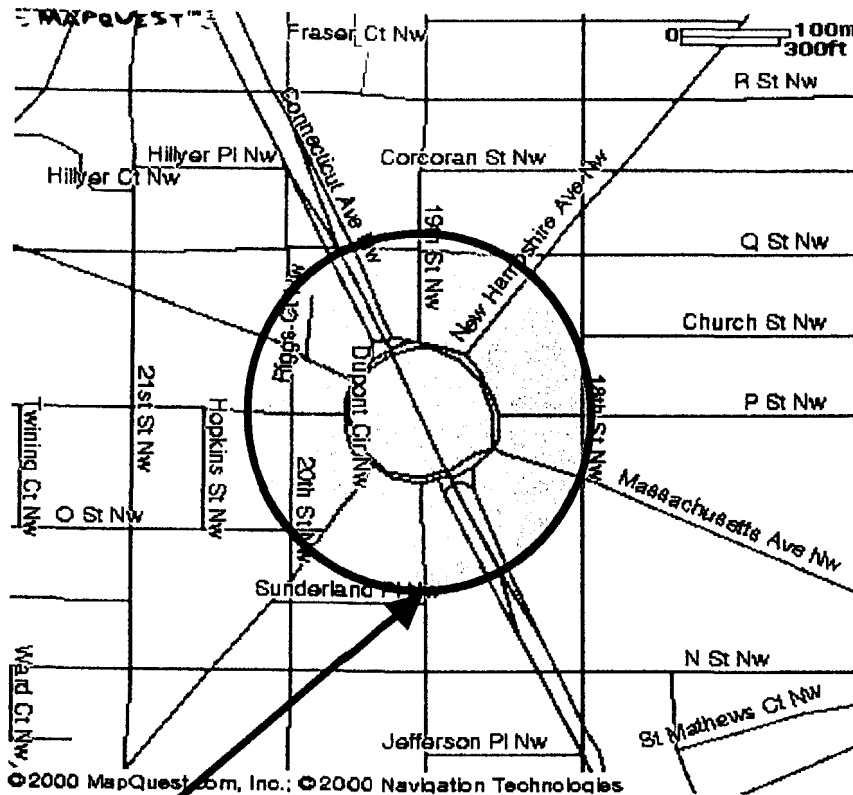 MAPQUEST™
Fraser Ct Nw
0 100m
300ft
R St Nw
Connecticut Ave Nw
Hillyer Pl Nw
Corcoran St Nw
Hillyer Ct Nw
19th St Nw
New Hampshire Ave Nw
Q St Nw
Church St Nw
Dupont Cir Nw
21st St Nw
Hopkins St Nw
18th St Nw
P St Nw
Twining Ct Nw
20th St Nw
O St Nw
Massachusetts Ave Nw
Sunderland Pl Nw
N St Nw
Ward Ct Nw
St Mathews Ct Nw
Jefferson Pl Nw
©2000 MapQuest.com, Inc.; ©2000 Navigation Technologies